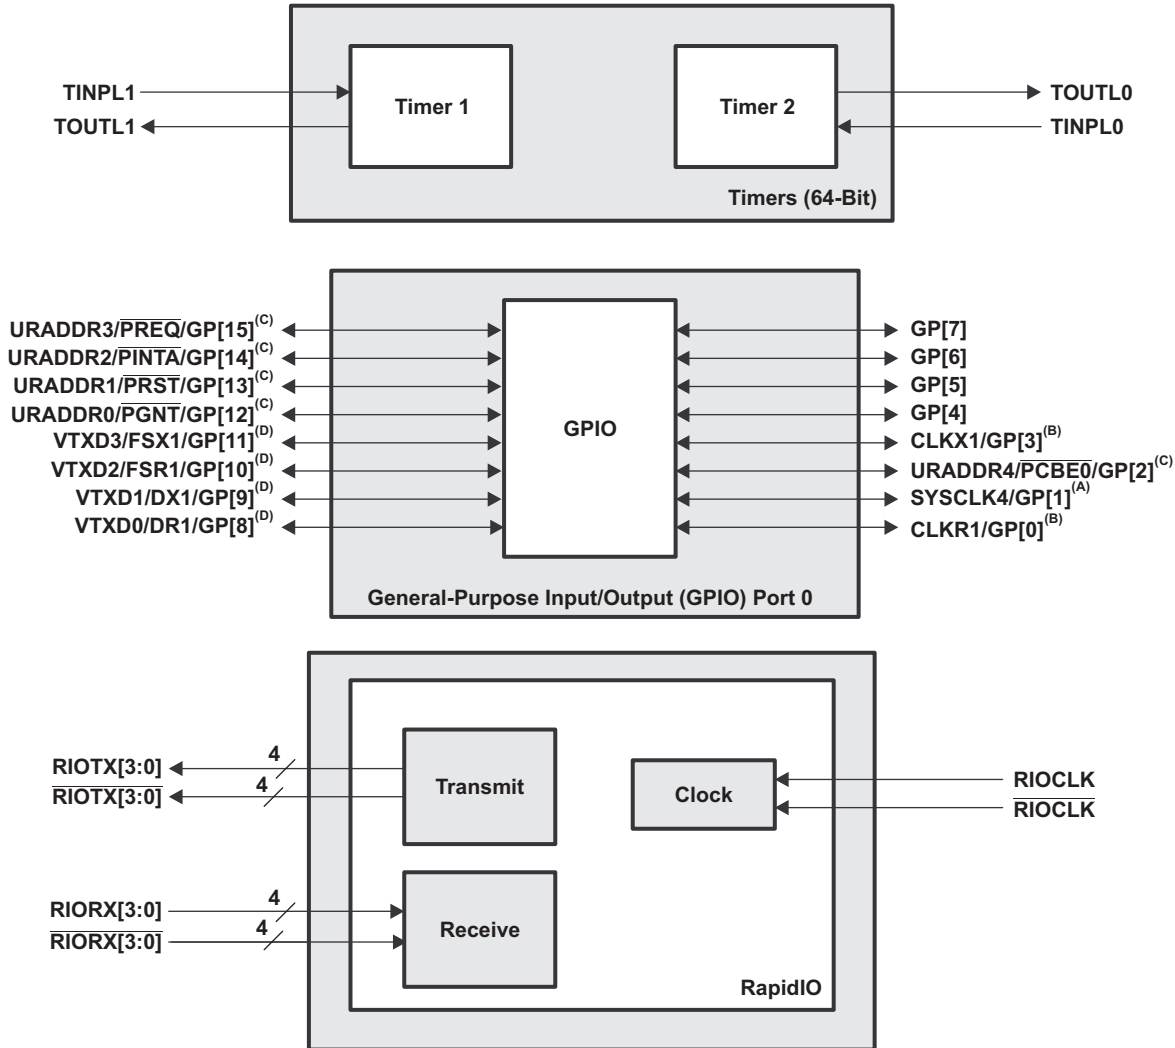 TINPL1
TOUTL1
Timer 1
Timer 2
TOUTL0
TINPL0
Timers (64-Bit)
URADDR3/PREQ/GP[15](C)
URADDR2/PINTA/GP[14](C)
URADDR1/PRST/GP[13](C)
URADDR0/PGNT/GP[12](C)
VTXD3/FSX1/GP[11](D)
VTXD2/FSR1/GP[10](D)
VTXD1/DX1/GP[9](D)
VTXD0/DR1/GP[8](D)
GPIO
GP[7]
GP[6]
GP[5]
GP[4]
CLKX1/GP[3](B)
URADDR4/PCBE0/GP[2](C)
SYSCLK4/GP[1](A)
CLKR1/GP[0](B)
General-Purpose Input/Output (GPIO) Port 0
RIOTX[3:0]
4
RIOTX[3:0]
4
Transmit
Clock
RIOCLK
RIOCLK
RIORX[3:0]
4
RIORX[3:0]
4
Receive
RapidIO